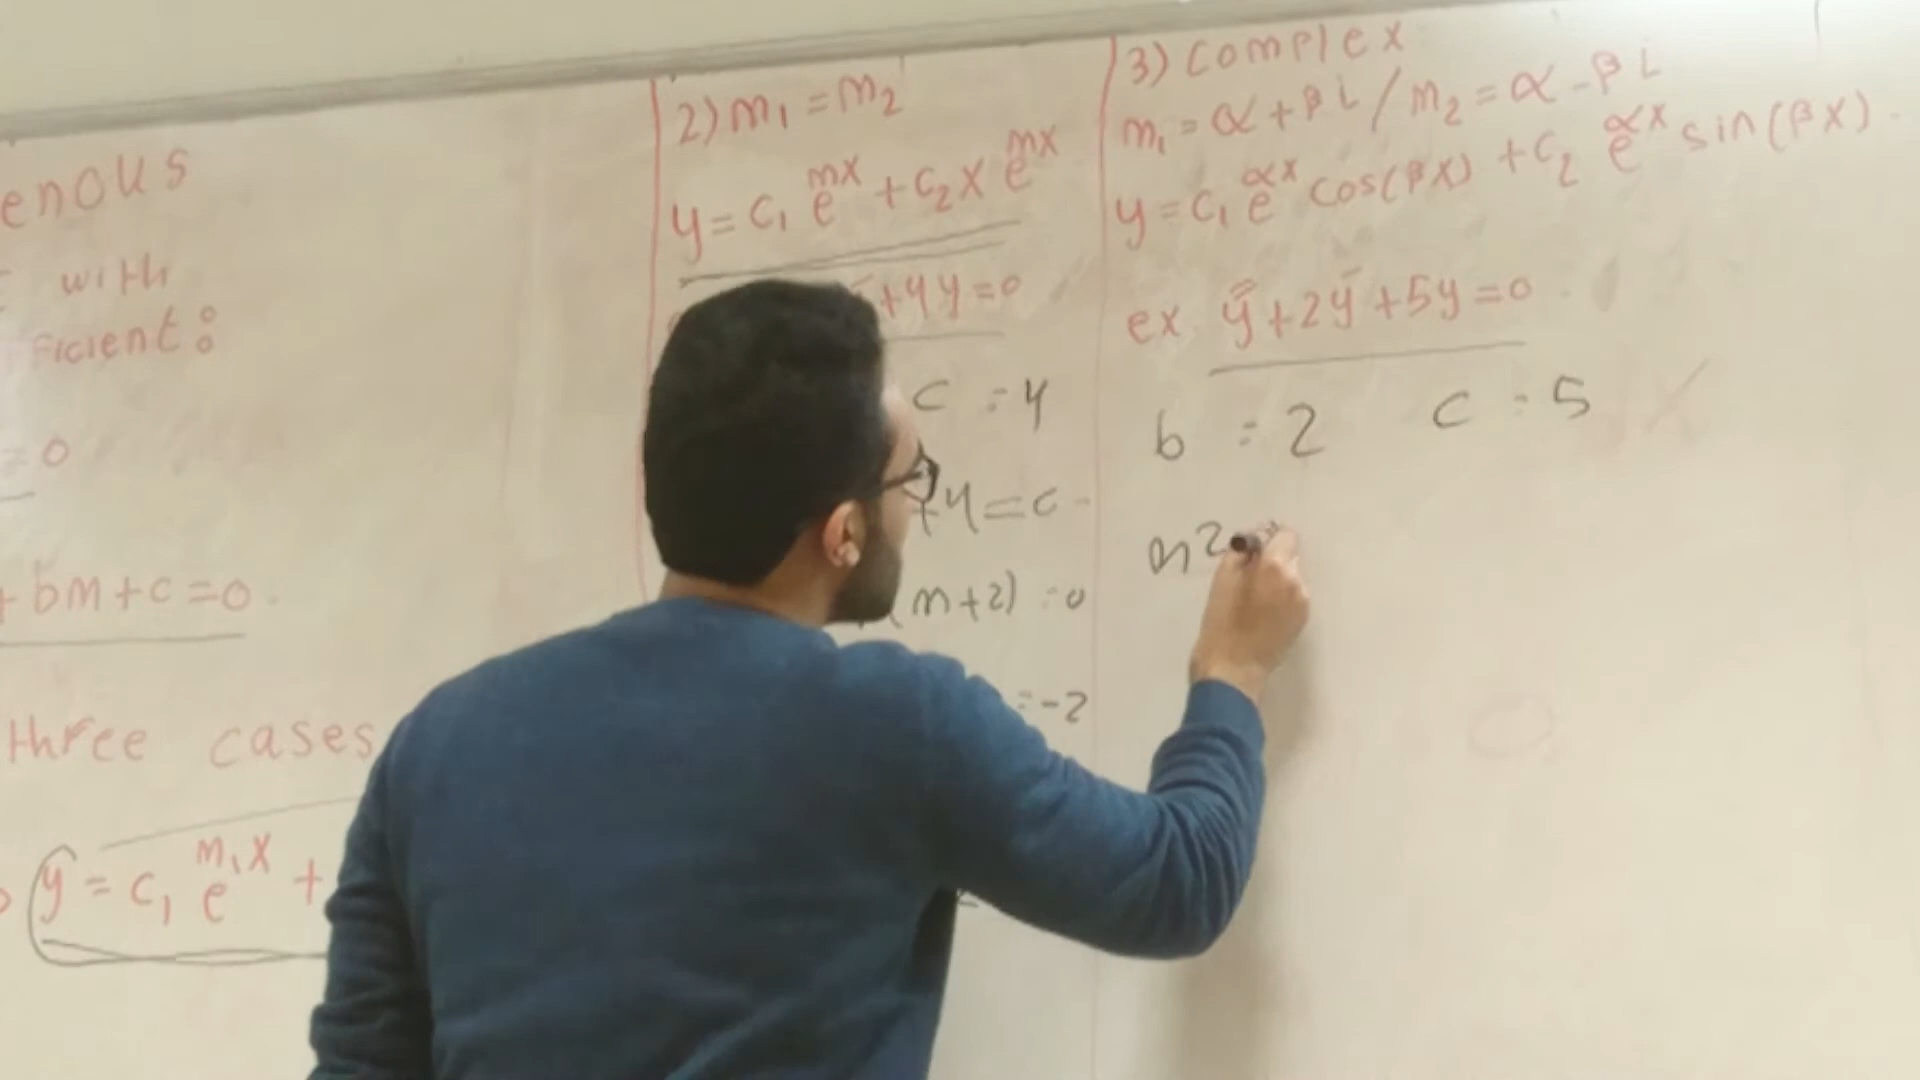 enous
with
ficient:
=0
+bm+c=0
three cases
y=c₁e^m₁x +
2) m₁=m₂
y=c₁e^mx+c₂xe^mx
+4y=0
c=4
+4=0
(m+2)=0
=-2
3) complex
m₁=α+βi/m₂=α-βi
y=c₁e^αx cos(βx)+c₂e^αx sin(βx)
ex y̿+2y̅+5y=0
b=2 c=5
m²